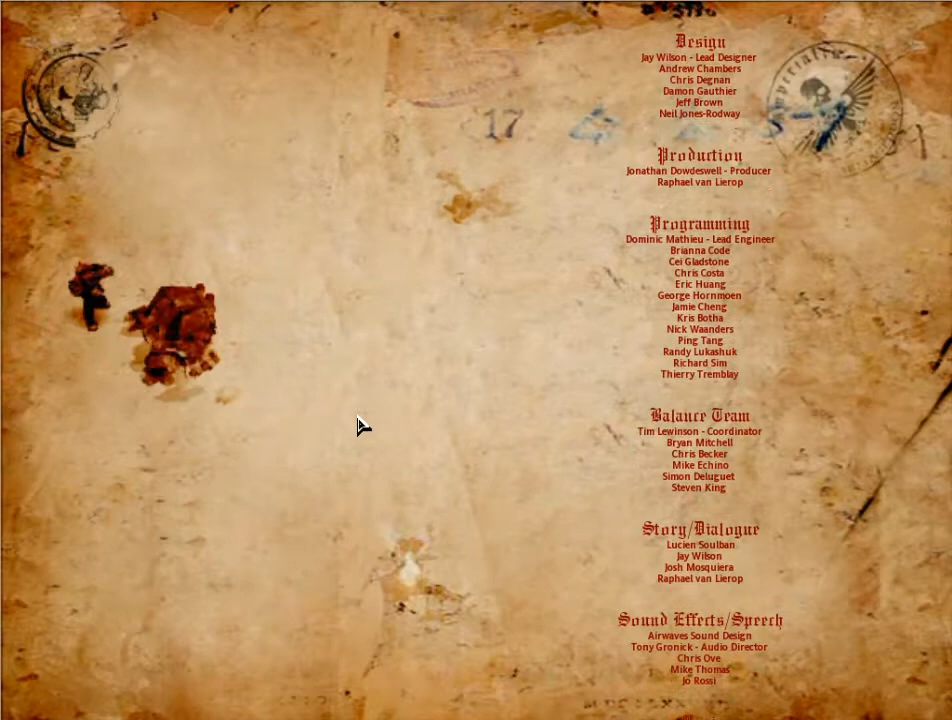 17
Design
Jay Wilson - Lead Designer
Andrew Chambers
Chris Degnan
Damon Gauthier
Jeff Brown
Neil Jones-Rodway
Production
Jonathan Dowdeswell - Producer
Raphael van Lierop
Programming
Dominic Mathieu - Lead Engineer
Brianna Code
Cei Gladstone
Chris Costa
Eric Huang
George Hornmoen
Jamie Cheng
Kris Botha
Nick Waanders
Ping Tang
Randy Lukashuk
Richard Sim
Thierry Tremblay
Balance Team
Tim Lewinson - Coordinator
Bryan Mitchell
Chris Becker
Mike Echino
Simon Deluguet
Steven King
Story/Dialogue
Lucien Soulban
Jay Wilson
Josh Mosquiera
Raphael van Lierop
Sound Effects/Speech
Airwaves Sound Design
Tony Gronick - Audio Director
Chris Ove
Mike Thomas
Jo Rossi